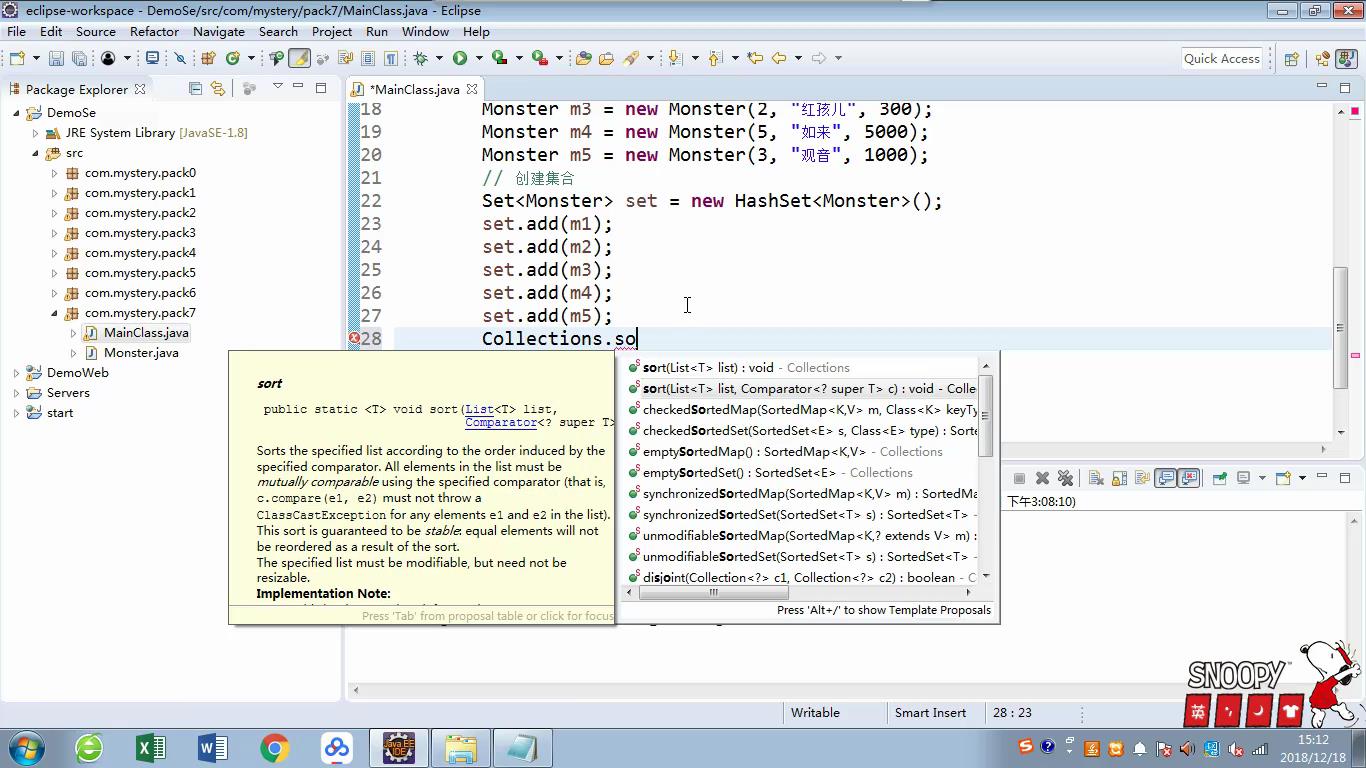 eclipse-workspace - DemoSe/src/com/mystery/pack7/MainClass.java - Eclipse
File Edit Source Refactor Navigate Search Project Run Window Help
Quick Access
Package Explorer
*MainClass.java
DemoSe
JRE System Library [JavaSE-1.8]
src
com.mystery.pack0
com.mystery.pack1
com.mystery.pack2
com.mystery.pack3
com.mystery.pack4
com.mystery.pack5
com.mystery.pack6
com.mystery.pack7
MainClass.java
Monster.java
DemoWeb
Servers
start
18 Monster m3 = new Monster(2, "红孩儿", 300);
19 Monster m4 = new Monster(5, "如来", 5000);
20 Monster m5 = new Monster(3, "观音", 1000);
21 // 创建集合
22 Set<Monster> set = new HashSet<Monster>();
23 set.add(m1);
24 set.add(m2);
25 set.add(m3);
26 set.add(m4);
27 set.add(m5);
28 Collections.so
sort
public static <T> void sort(List<T> list,
Comparator<? super T>
Sorts the specified list according to the order induced by the
specified comparator. All elements in the list must be
mutually comparable using the specified comparator (that is,
c.compare(e1, e2) must not throw a
ClassCastException for any elements e1 and e2 in the list).
This sort is guaranteed to be stable: equal elements will not
be reordered as a result of the sort.
The specified list must be modifiable, but need not be
resizable.
Implementation Note:
Press 'Tab' from proposal table or click for focus
sort(List<T> list) : void - Collections
sort(List<T> list, Comparator<? super T> c) : void - Colle
checkedSortedMap(SortedMap<K,V> m, Class<K> keyTy
checkedSortedSet(SortedSet<E> s, Class<E> type) : Sorte
emptySortedMap() : SortedMap<K,V> - Collections
emptySortedSet() : SortedSet<E> - Collections
synchronizedSortedMap(SortedMap<K,V> m) : SortedMa
synchronizedSortedSet(SortedSet<T> s) : SortedSet<T> -
unmodifiableSortedMap(SortedMap<K,? extends V> m) :
unmodifiableSortedSet(SortedSet<T> s) : SortedSet<T> -
disjoint(Collection<?> c1, Collection<?> c2) : boolean - C
Press 'Alt+/' to show Template Proposals
下午3:08:10)
Writable Smart Insert 28 : 23
SNOOPY
英
15:12
2018/12/18